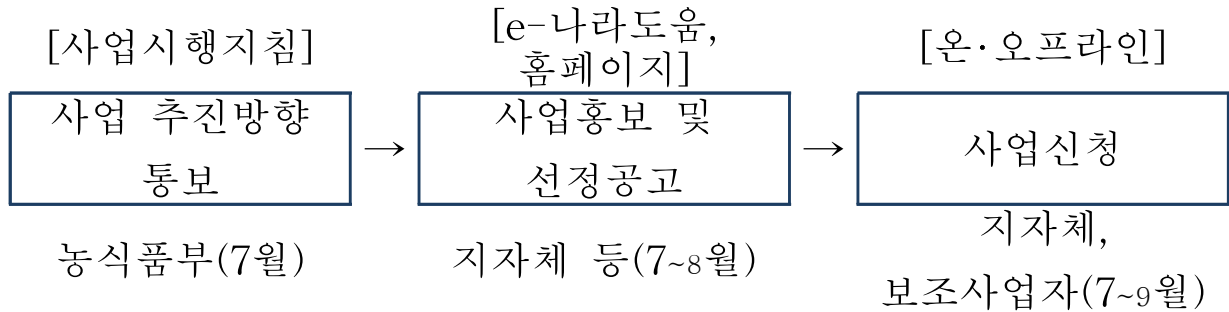 [사업시행지침]
사업 추진방향
통보
농식품부(7월)
→
[e-나라도움,
홈페이지]
사업홍보 및
선정공고
지자체 등(7~8월)
→
[온·오프라인]
사업신청
지자체,
보조사업자(7~9월)